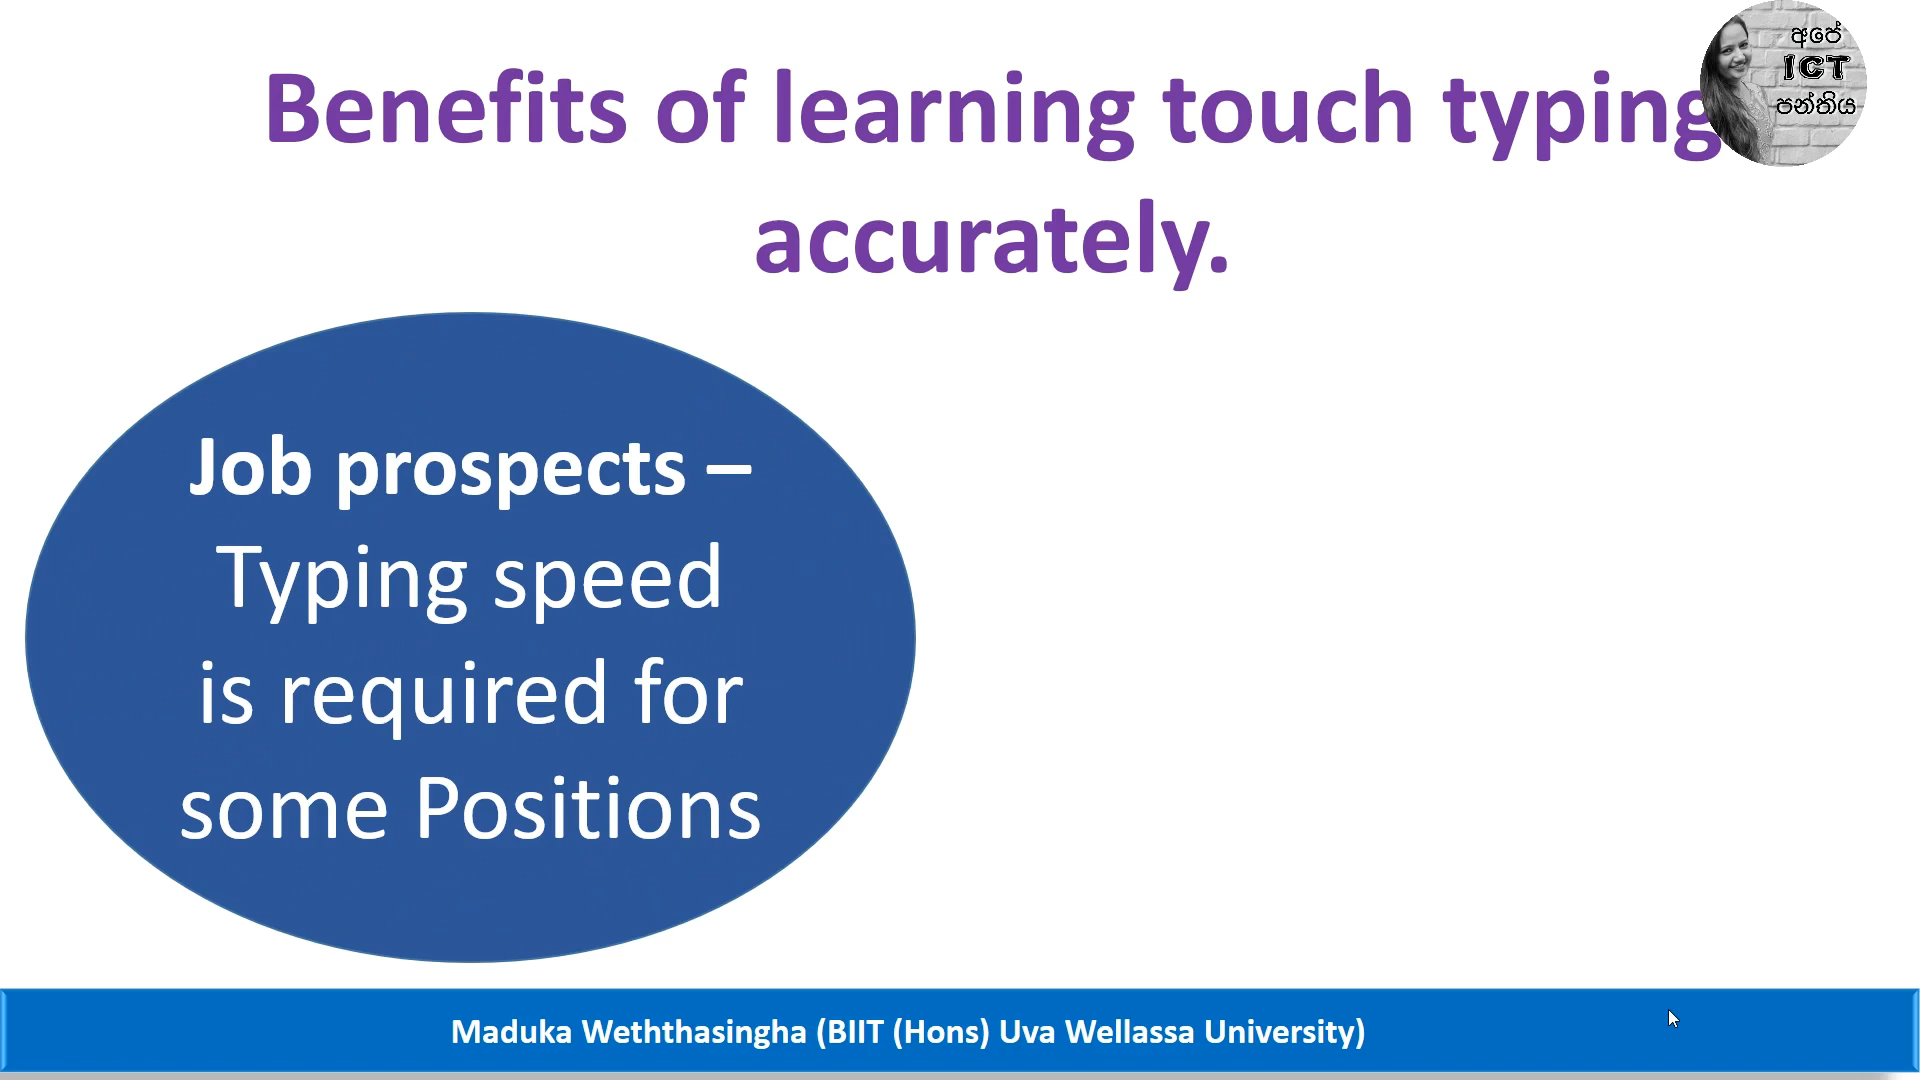 Benefits of learning touch typing
accurately.
අපේ
ICT
පන්තිය
Job prospects –
Typing speed
is required for
some Positions
Maduka Weththasingha (BIIT (Hons) Uva Wellassa University)